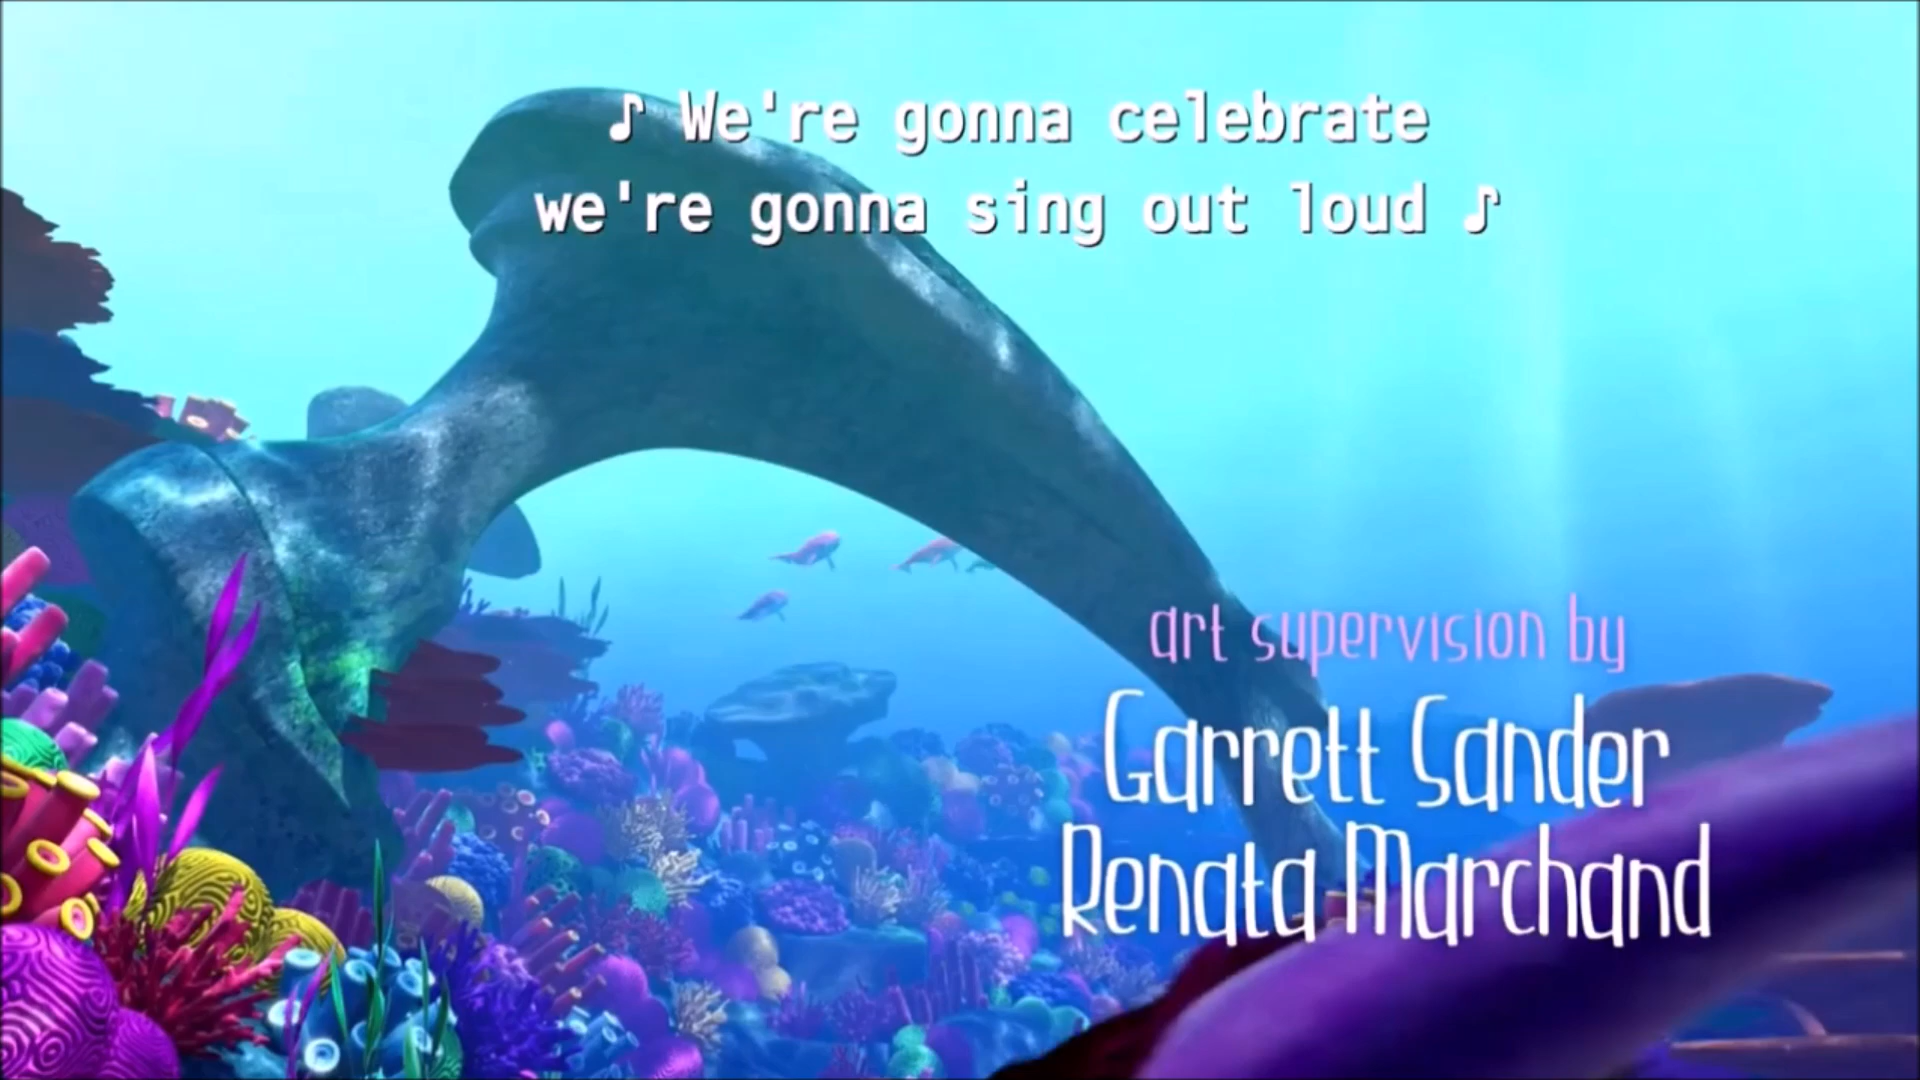 ♪ We're gonna celebrate
we're gonna sing out loud ♪
art supervision by
Garrett Sander
Renata Marchand